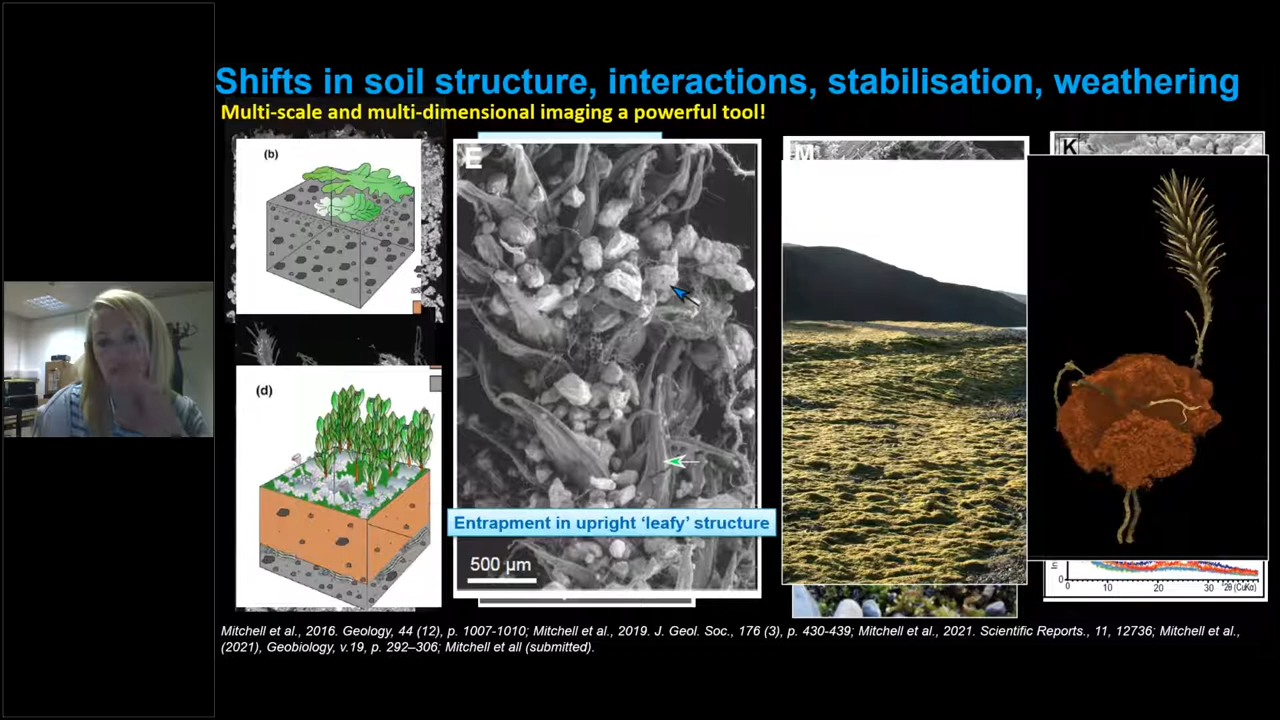 Shifts in soil structure, interactions, stabilisation, weathering
Multi-scale and multi-dimensional imaging a powerful tool!
(b)
(d)
E
Entrapment in upright ‘leafy’ structure
500 µm
M
K
0
10
20
30
°2θ (CuKα)
Mitchell et al., 2016. Geology, 44 (12), p. 1007-1010; Mitchell et al., 2019. J. Geol. Soc., 176 (3), p. 430-439; Mitchell et al., 2021. Scientific Reports., 11, 12736; Mitchell et al.,
(2021), Geobiology, v.19, p. 292–306; Mitchell et all (submitted).